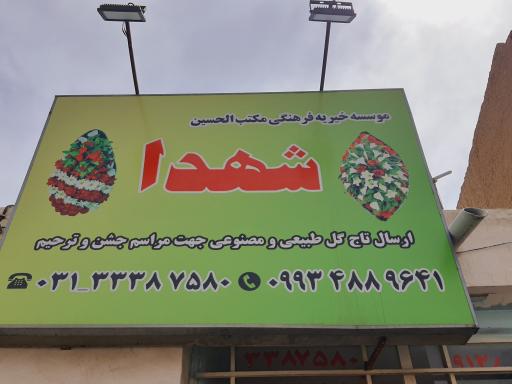 موسسه خیریه فرهنگی مکتب الحسین
شهدا
ارسال تاج گل طبیعی و مصنوعی جهت مراسم جشن و ترحیم
۰۳۱_۳۳۳۸ ۷۵۸۰ ۰۹۹۳ ۴۸۸ ۹۶۴۱
۳۳۸۷۵۸۰